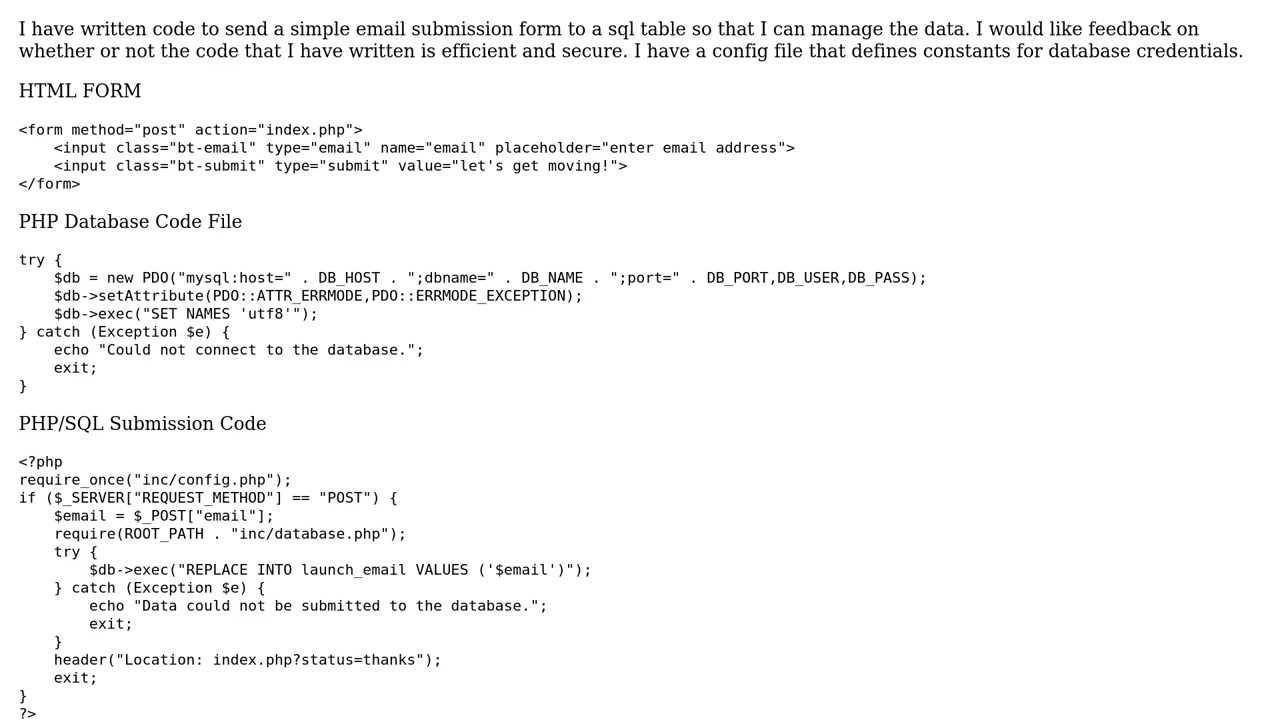 I have written code to send a simple email submission form to a sql table so that I can manage the data. I would like feedback on
whether or not the code that I have written is efficient and secure. I have a config file that defines constants for database credentials.
HTML FORM
<form method="post" action="index.php">
    <input class="bt-email" type="email" name="email" placeholder="enter email address">
    <input class="bt-submit" type="submit" value="let's get moving!">
</form>
PHP Database Code File
try {
    $db = new PDO("mysql:host=" . DB_HOST . ";dbname=" . DB_NAME . ";port=" . DB_PORT,DB_USER,DB_PASS);
    $db->setAttribute(PDO::ATTR_ERRMODE,PDO::ERRMODE_EXCEPTION);
    $db->exec("SET NAMES 'utf8'");
} catch (Exception $e) {
    echo "Could not connect to the database.";
    exit;
}
PHP/SQL Submission Code
<?php
require_once("inc/config.php");
if ($_SERVER["REQUEST_METHOD"] == "POST") {
    $email = $_POST["email"];
    require(ROOT_PATH . "inc/database.php");
    try {
        $db->exec("REPLACE INTO launch_email VALUES ('$email')");
    } catch (Exception $e) {
        echo "Data could not be submitted to the database.";
        exit;
    }
    header("Location: index.php?status=thanks");
    exit;
}
?>